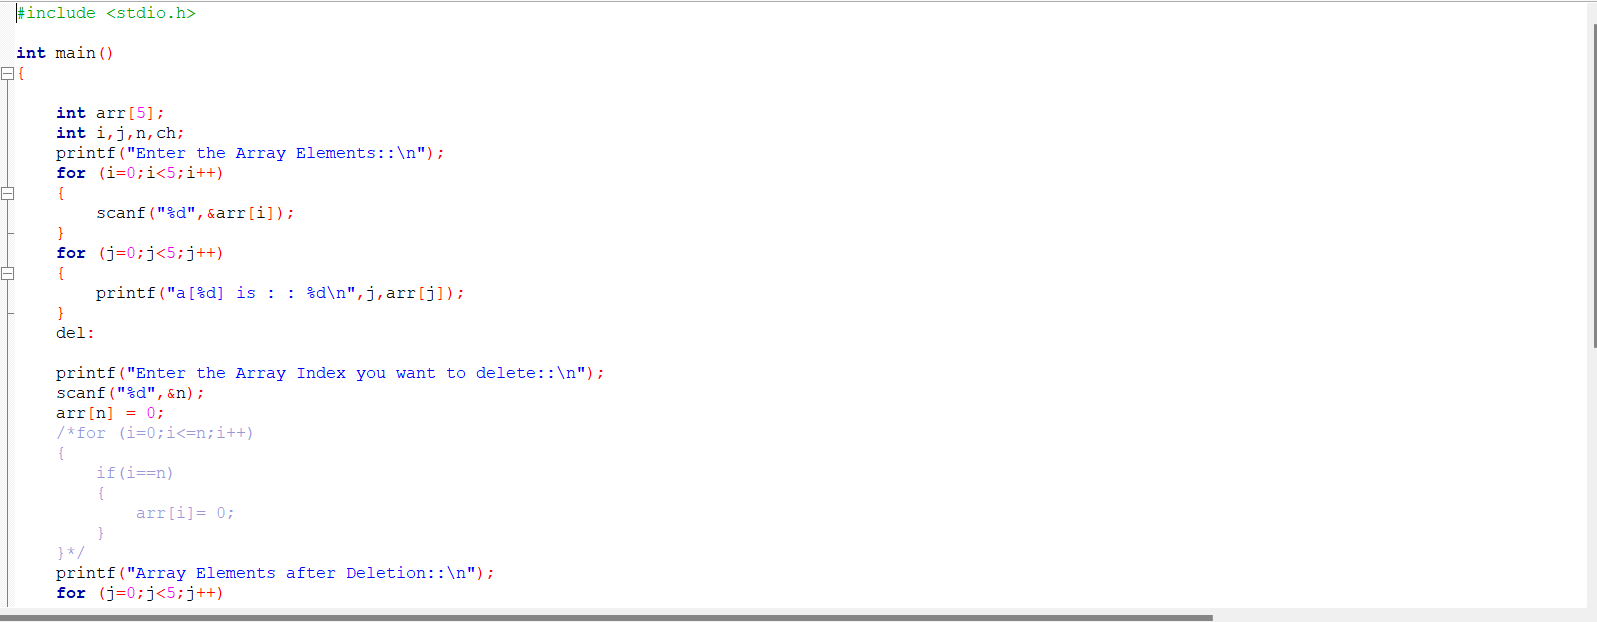 #include <stdio.h>
int main()
{
int arr[5];
int i,j,n,ch;
printf("Enter the Array Elements::\n");
for (i=0;i<5;i++)
{
scanf("%d",&arr[i]);
}
for (j=0;j<5;j++)
{
printf("a[%d] is : : %d\n",j,arr[j]);
}
del:
printf("Enter the Array Index you want to delete::\n");
scanf("%d",&n);
arr[n] = 0;
/*for (i=0;i<=n;i++)
{
if(i==n)
{
arr[i]= 0;
}
}*/
printf("Array Elements after Deletion::\n");
for (j=0;j<5;j++)